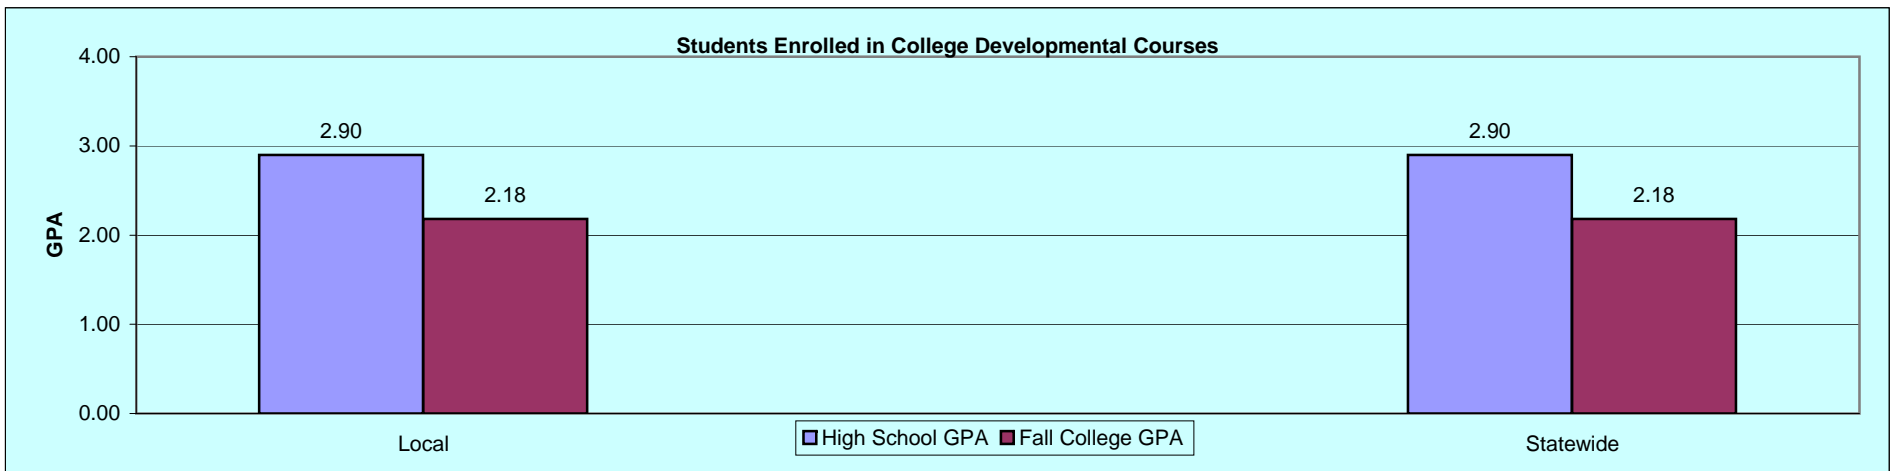 Students Enrolled in College Developmental Courses
4.00
3.00
2.00
1.00
0.00
GPA
2.90
2.18
2.90
2.18
Local
Statewide
High School GPA
Fall College GPA